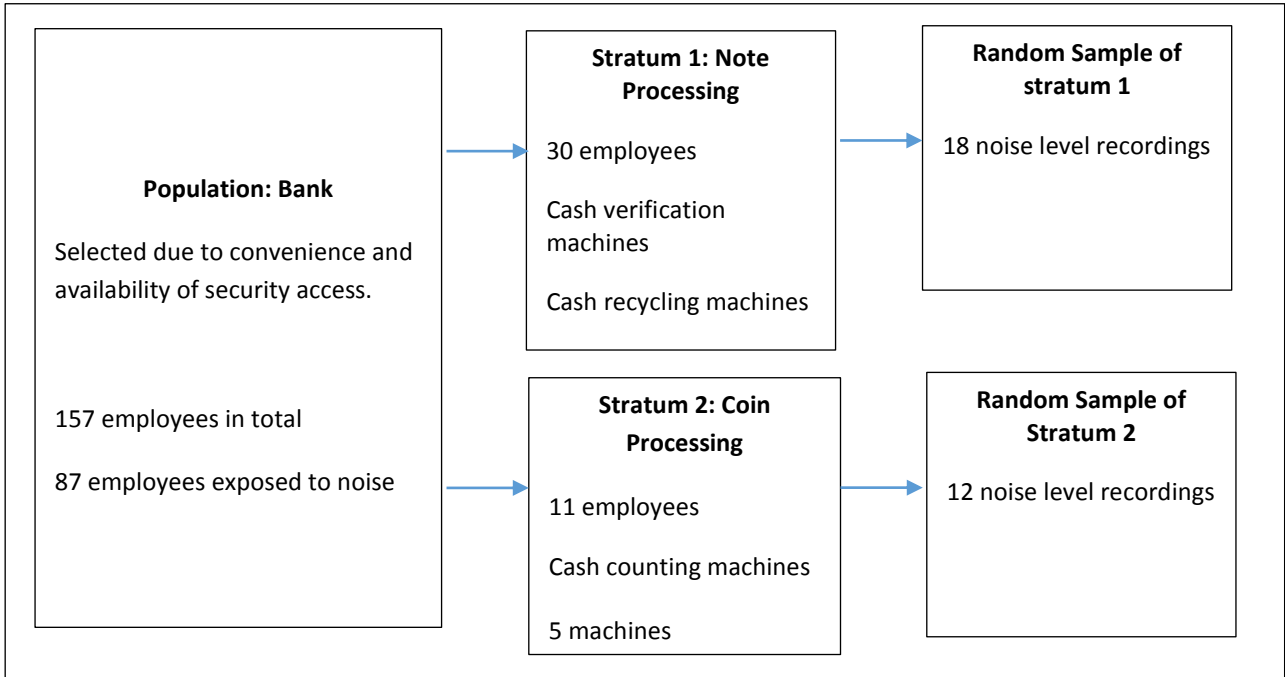 Population: Bank
Selected due to convenience and
availability of security access.
157 employees in total
87 employees exposed to noise
Stratum 1: Note
Processing
30 employees
Cash verification
machines
Cash recycling machines
Random Sample of
stratum 1
18 noise level recordings
Stratum 2: Coin
Processing
11 employees
Cash counting machines
5 machines
Random Sample of
Stratum 2
12 noise level recordings